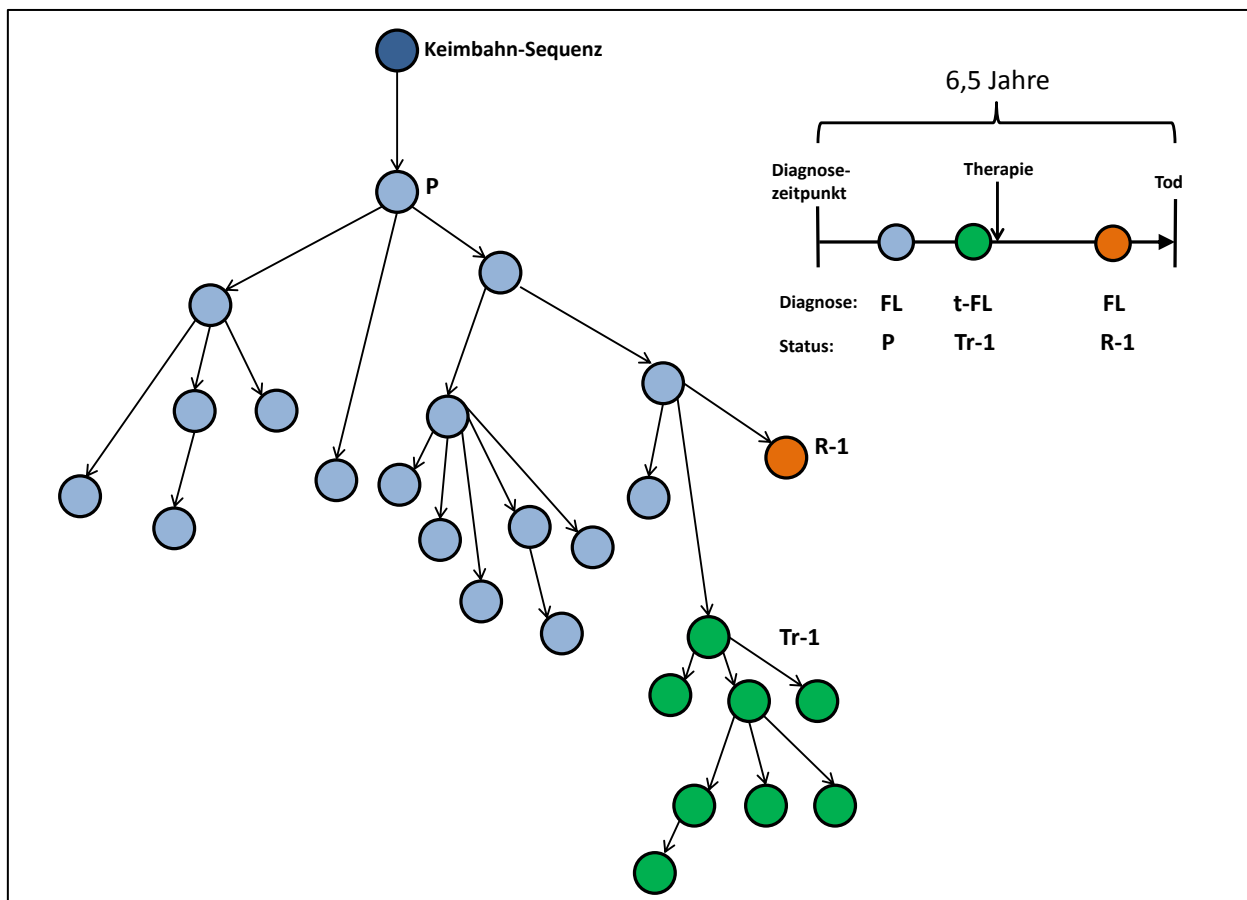 Keimbahn-Sequenz
P
R-1
Tr-1
6,5 Jahre
Diagnose-
zeitpunkt
Therapie
Tod
Diagnose: FL t-FL FL
Status: P Tr-1 R-1